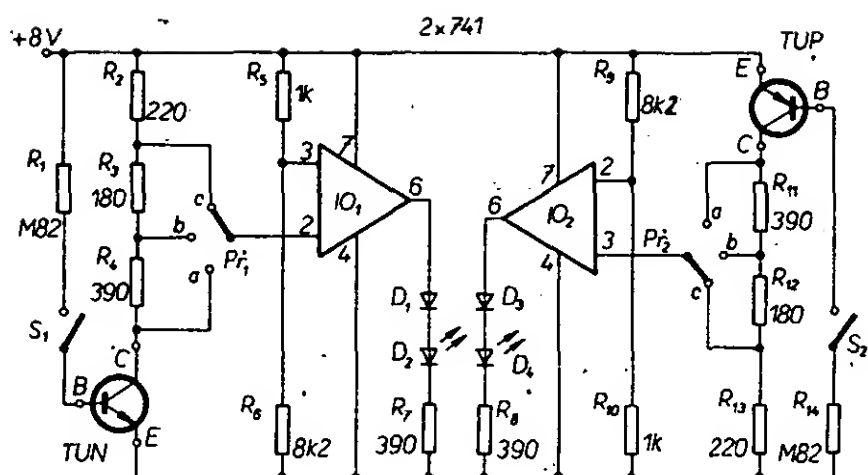 +8V
2x741
TUP
R₂
220
R₅
1k
R₉
8k2
E
B
C
R₁
M82
R₃
180
c
b
a
Př₁
R₄
390
3
2
7
4
6
IO₁
6
7
4
2
3
IO₂
Př₂
a
b
c
R₁₁
390
R₁₂
180
S₁
S₂
D₁
D₂
D₃
D₄
C
B
E
TUN
R₆
8k2
R₇
390
R₈
390
R₁₀
1k
R₁₃
220
R₁₄
M82